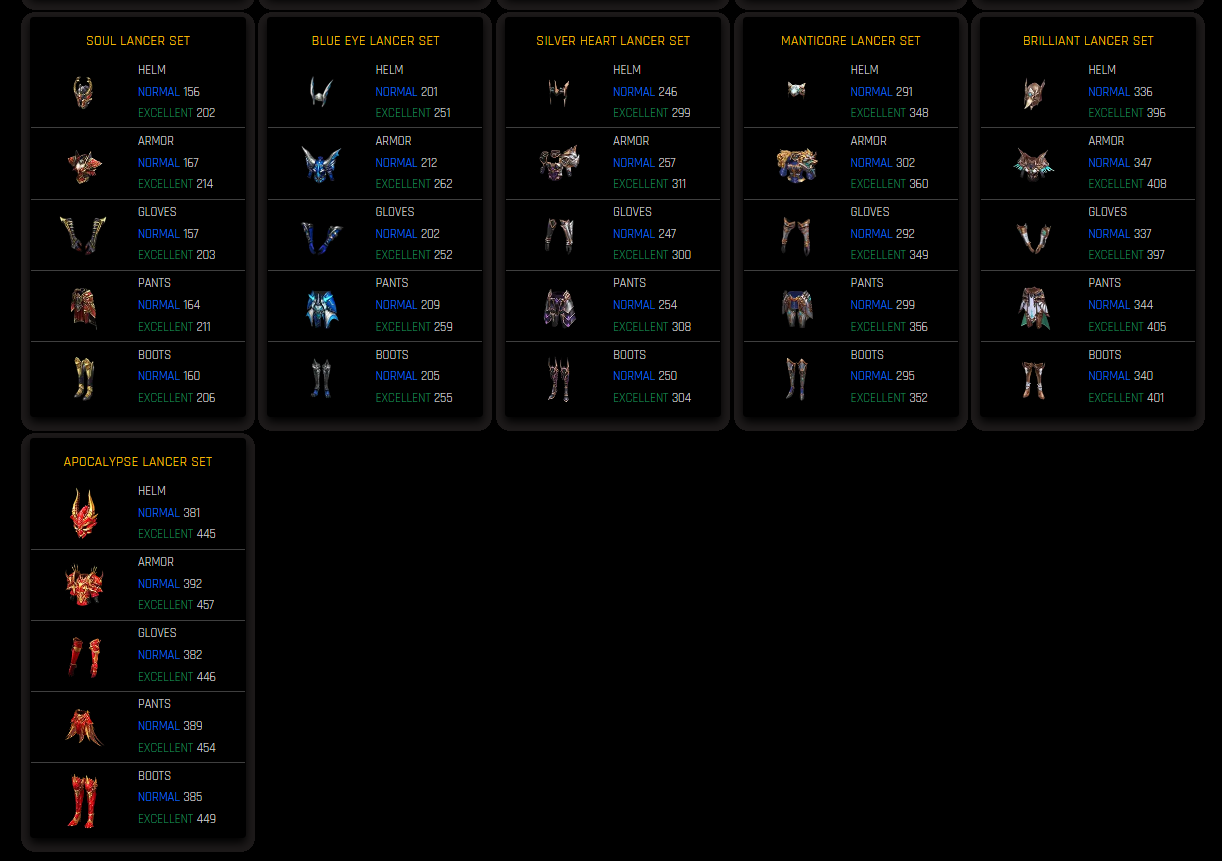 SOUL LANCER SET
HELM
NORMAL 156
EXCELLENT 202
ARMOR
NORMAL 167
EXCELLENT 214
GLOVES
NORMAL 157
EXCELLENT 203
PANTS
NORMAL 164
EXCELLENT 211
BOOTS
NORMAL 160
EXCELLENT 206
BLUE EYE LANCER SET
HELM
NORMAL 201
EXCELLENT 251
ARMOR
NORMAL 212
EXCELLENT 262
GLOVES
NORMAL 202
EXCELLENT 252
PANTS
NORMAL 209
EXCELLENT 259
BOOTS
NORMAL 205
EXCELLENT 255
SILVER HEART LANCER SET
HELM
NORMAL 246
EXCELLENT 299
ARMOR
NORMAL 257
EXCELLENT 311
GLOVES
NORMAL 247
EXCELLENT 300
PANTS
NORMAL 254
EXCELLENT 308
BOOTS
NORMAL 250
EXCELLENT 304
MANTICORE LANCER SET
HELM
NORMAL 291
EXCELLENT 348
ARMOR
NORMAL 302
EXCELLENT 360
GLOVES
NORMAL 292
EXCELLENT 349
PANTS
NORMAL 299
EXCELLENT 356
BOOTS
NORMAL 295
EXCELLENT 352
BRILLIANT LANCER SET
HELM
NORMAL 336
EXCELLENT 396
ARMOR
NORMAL 347
EXCELLENT 408
GLOVES
NORMAL 337
EXCELLENT 397
PANTS
NORMAL 344
EXCELLENT 405
BOOTS
NORMAL 340
EXCELLENT 401
APOCALYPSE LANCER SET
HELM
NORMAL 381
EXCELLENT 445
ARMOR
NORMAL 392
EXCELLENT 457
GLOVES
NORMAL 382
EXCELLENT 446
PANTS
NORMAL 389
EXCELLENT 454
BOOTS
NORMAL 385
EXCELLENT 449